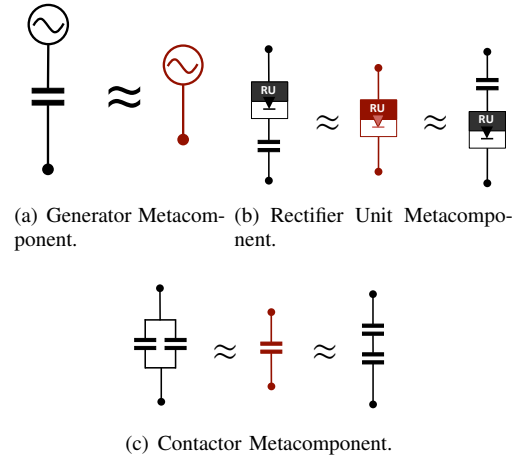 RU
RU
RU
(a) Generator Metacom-
ponent.
(b) Rectifier Unit Metacompo-
nent.
(c) Contactor Metacomponent.